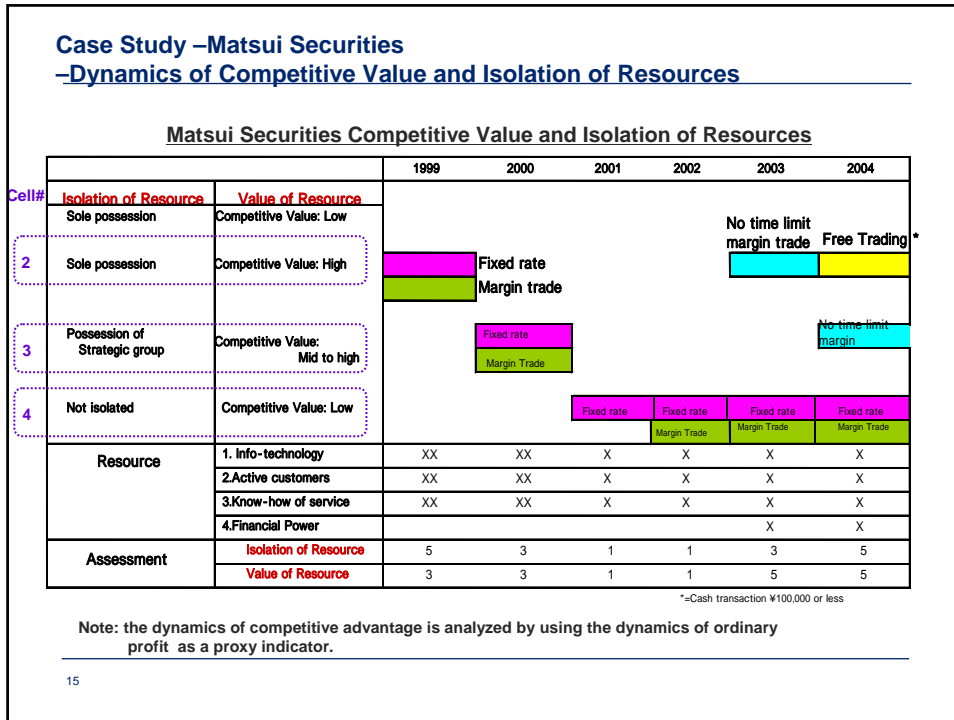 Case Study –Matsui Securities
–Dynamics of Competitive Value and Isolation of Resources
Matsui Securities Competitive Value and Isolation of Resources
1999 2000 2001 2002 2003 2004
Cell# Isolation of Resource Value of Resource
Sole possession Competitive Value: Low
No time limit
margin trade Free Trading *
2 Sole possession Competitive Value: High Fixed rate
Margin trade
3 Possession of
Strategic group
Competitive Value:
Mid to high
Fixed rate
Margin Trade
No time limit
margin
4 Not isolated Competitive Value: Low Fixed rate Fixed rate Fixed rate Fixed rate
Margin Trade Margin Trade Margin Trade
Resource
1. Info-technology XX XX X X X X
2.Active customers XX XX X X X X
3.Know-how of service XX XX X X X X
4.Financial Power X X
Assessment
Isolation of Resource 5 3 1 1 3 5
Value of Resource 3 3 1 1 5 5
*=Cash transaction ¥100,000 or less
Note: the dynamics of competitive advantage is analyzed by using the dynamics of ordinary
profit as a proxy indicator.
15